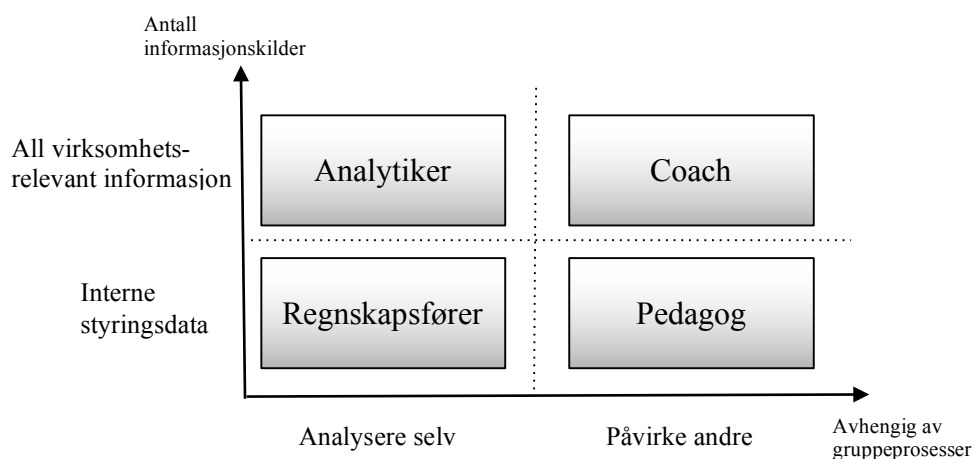 Antall
informasjonskilder
All virksomhets-
relevant informasjon
Analytiker
Coach
Interne
styringsdata
Regnskapsfører
Pedagog
Analysere selv
Påvirke andre
Avhengig av
gruppeprosesser